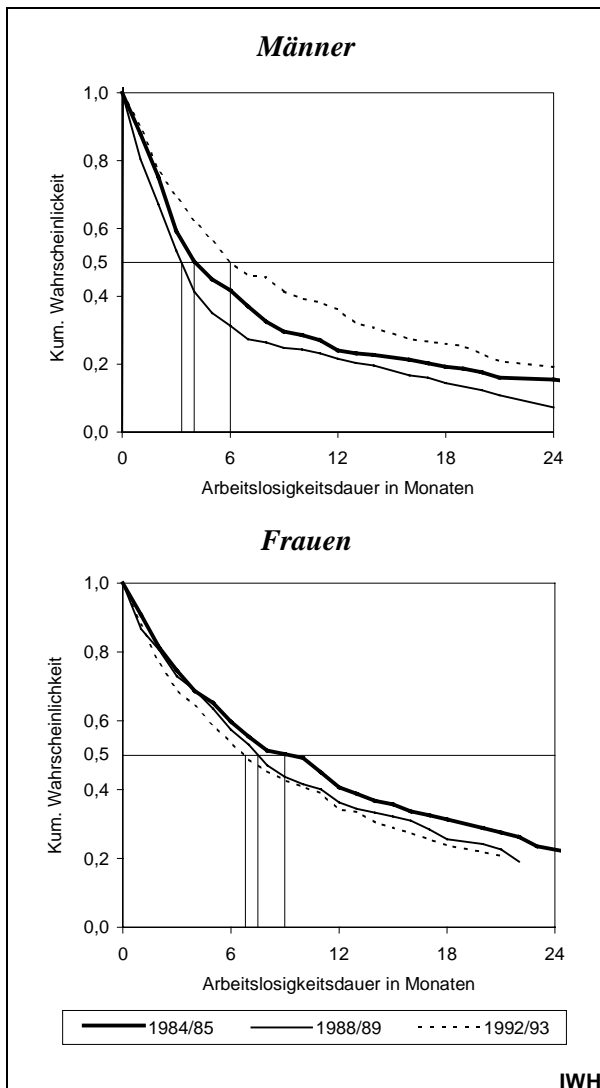 Männer
Kum. Wahrscheinlickeit
1,0
0,8
0,6
0,5
0,4
0,2
0,0
0 6 12 18 24
Arbeitslosigkeitsdauer in Monaten
Frauen
Kum. Wahrscheinlichkeit
1,0
0,8
0,6
0,5
0,4
0,2
0,0
0 6 12 18 24
Arbeitslosigkeitsdauer in Monaten
1984/85 1988/89 1992/93
IWH